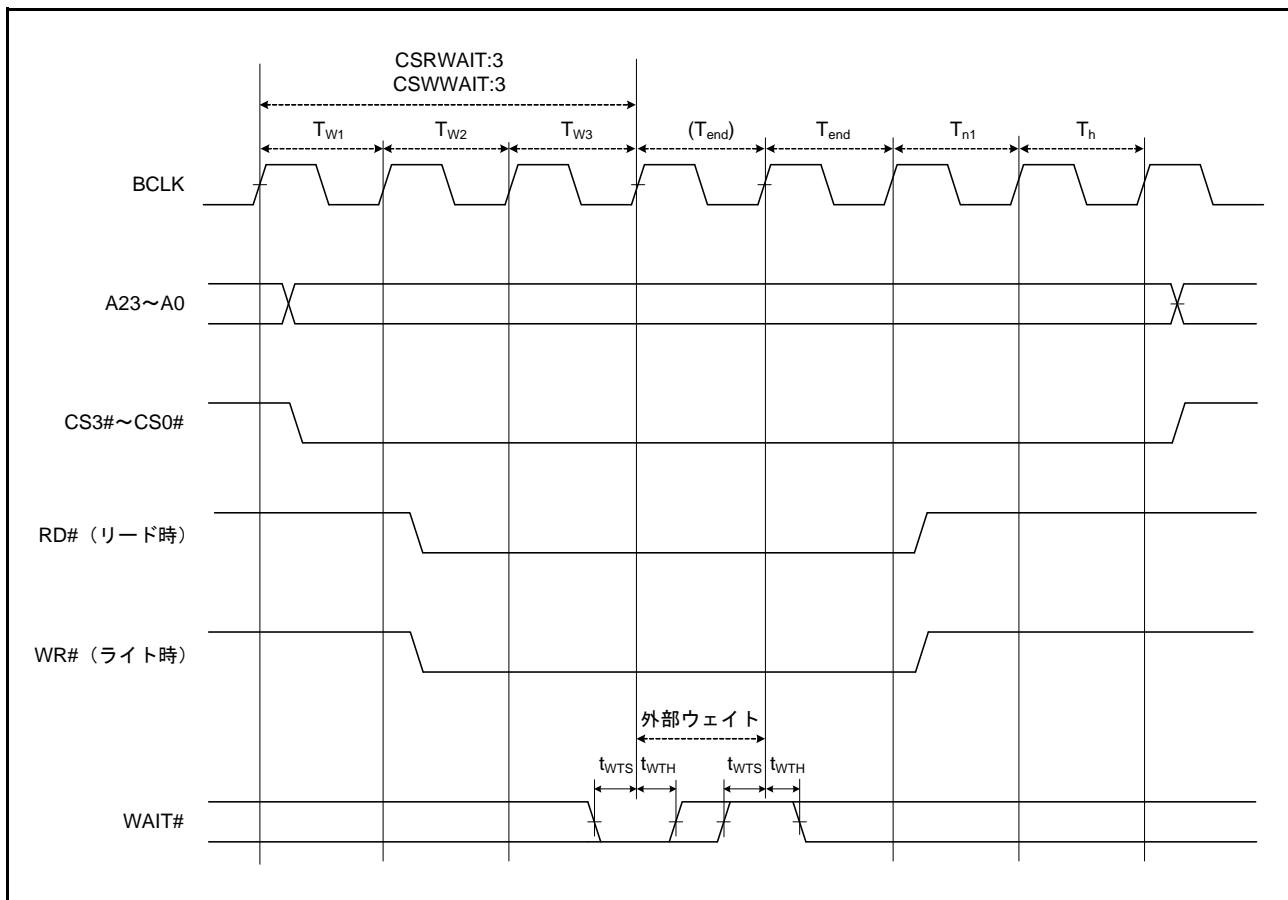 CSRWAIT:3
CSWWAIT:3
TW1 TW2 TW3 (Tend) Tend Tn1 Th
BCLK
A23～A0
CS3#～CS0#
RD#（リード時）
WR#（ライト時）
外部ウェイト
tWTS tWTH tWTS tWTH
WAIT#